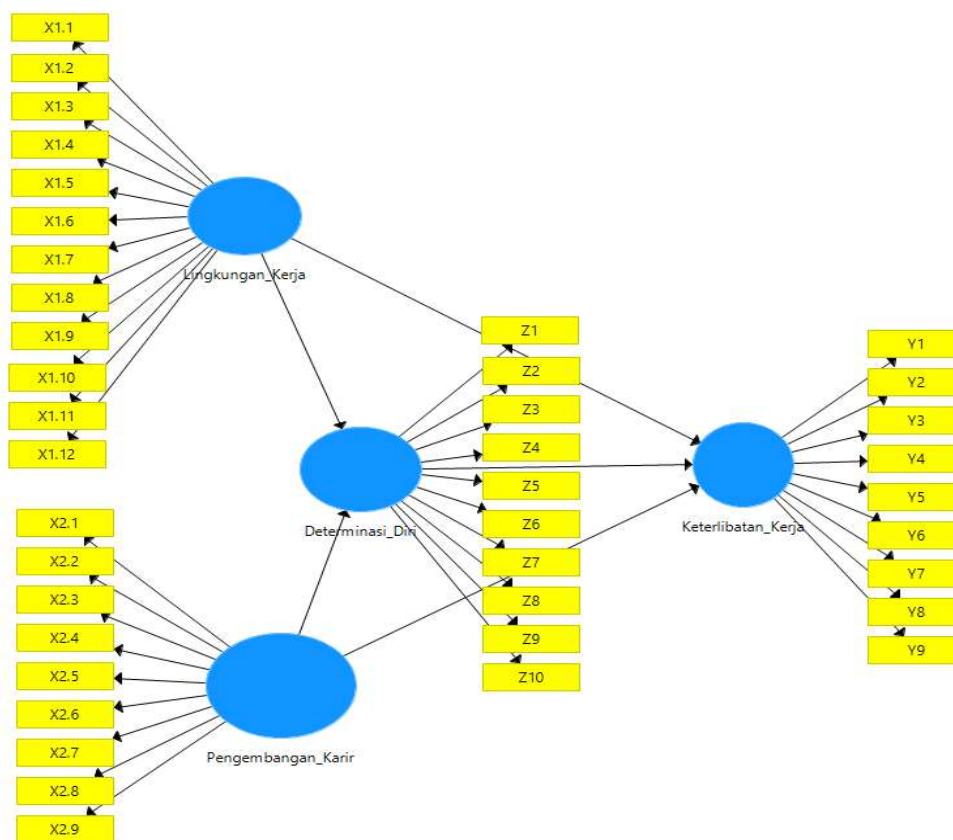 X1.1
X1.2
X1.3
X1.4
X1.5
X1.6
X1.7
X1.8
X1.9
X1.10
X1.11
X1.12
Lingkungan_Kerja
X2.1
X2.2
X2.3
X2.4
X2.5
X2.6
X2.7
X2.8
X2.9
Pengembangan_Karir
Determinasi_Diri
Z1
Z2
Z3
Z4
Z5
Z6
Z7
Z8
Z9
Z10
Keterlibatan_Kerja
Y1
Y2
Y3
Y4
Y5
Y6
Y7
Y8
Y9